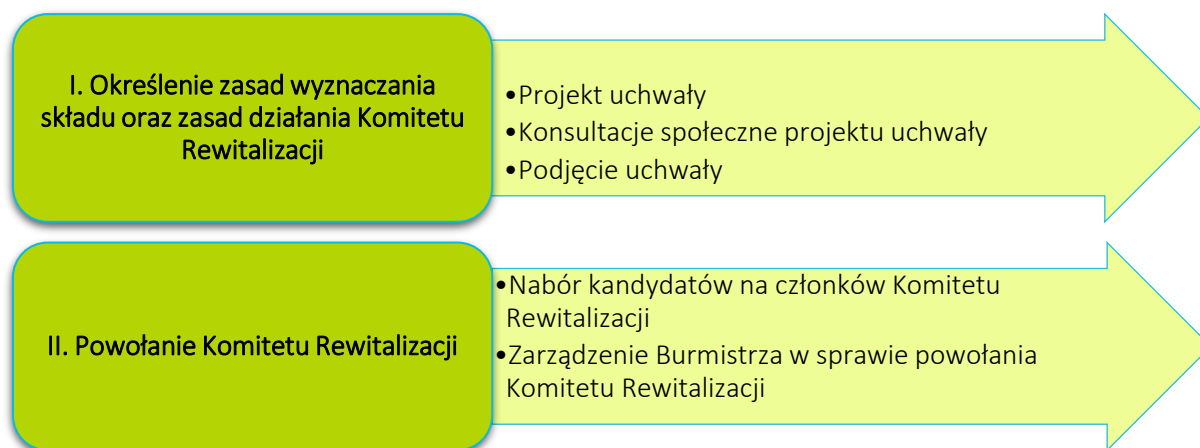 I. Określenie zasad wyznaczania
składu oraz zasad działania Komitetu
Rewitalizacji
•Projekt uchwały
•Konsultacje społeczne projektu uchwały
•Podjęcie uchwały
II. Powołanie Komitetu Rewitalizacji
•Nabór kandydatów na członków Komitetu
Rewitalizacji
•Zarządzenie Burmistrza w sprawie powołania
Komitetu Rewitalizacji